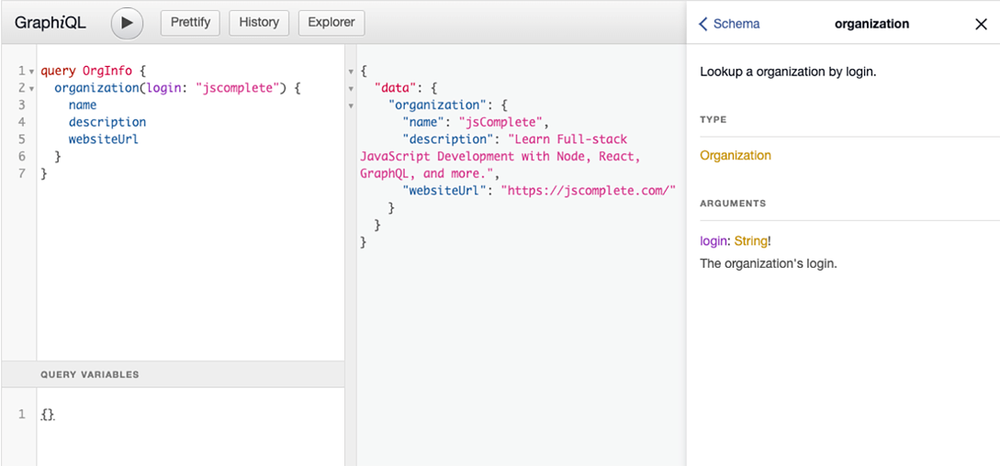 GraphiQL
Prettify
History
Explorer
1 query OrgInfo {
2 organization(login: "jscomplete") {
3 name
4 description
5 websiteUrl
6 }
7 }
QUERY VARIABLES
1 {}
{
"data": {
"organization": {
"name": "jsComplete",
"description": "Learn Full-stack
JavaScript Development with Node, React,
GraphQL, and more.",
"websiteUrl": "https://jscomplete.com/"
}
}
}
Schema
organization
Lookup a organization by login.
TYPE
Organization
ARGUMENTS
login: String!
The organization's login.